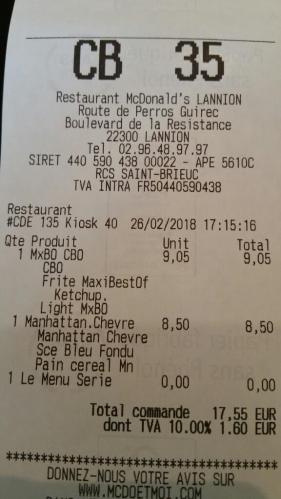 CB 35
Restaurant McDonald's LANNION
Route de Perros Guirec
Boulevard de la Resistance
22300 LANNION
Tel. 02.96.48.97.97
SIRET 440 590 438 00022 - APE 5610C
RCS SAINT-BRIEUC
TVA INTRA FR50440590438
Restaurant
#CDE 135 Kiosk 40 26/02/2018 17:15:16
Qte Produit Unit Total
1 MxBO CBO 9,05 9,05
CBO
Frite MaxiBestOf
Ketchup.
Light MxBO
1 Manhattan.Chevre 8,50 8,50
Manhattan Chevre
Sce Bleu Fondu
Pain cereal Mn
1 Le Menu Serie 0,00 0,00
Total commande 17,55 EUR
dont TVA 10.00% 1.60 EUR
DONNEZ-NOUS VOTRE AVIS SUR
WWW.MCDOETMOI.COM